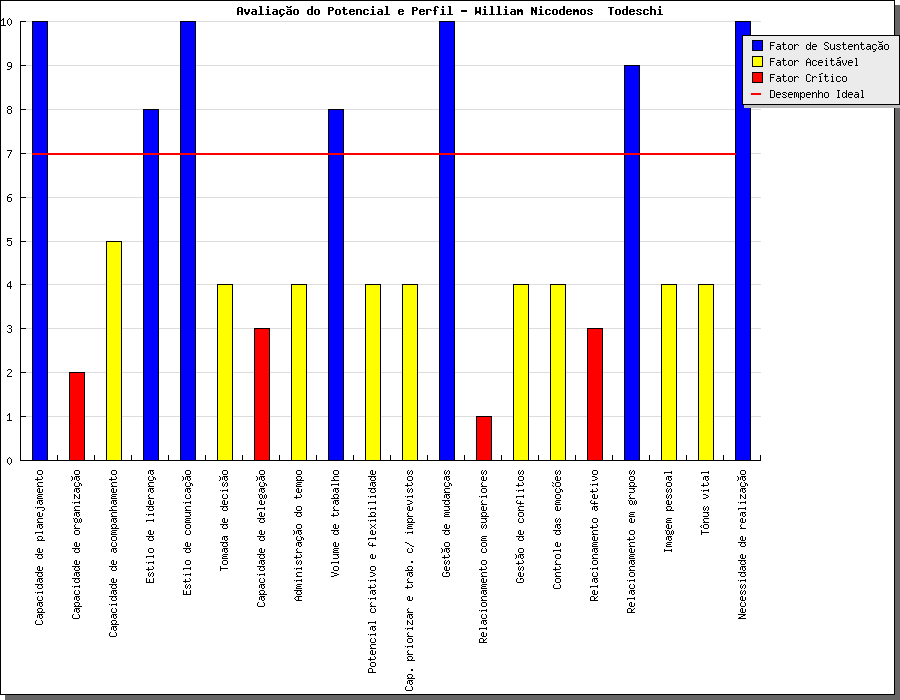 Avaliação do Potencial e Perfil - William Nicodemos  Todeschi
Fator de Sustentação
Fator Aceitável
Fator Crítico
Desempenho Ideal
10
9
8
7
6
5
4
3
2
1
0
Capacidade de planejamento
Capacidade de organização
Capacidade de acompanhamento
Estilo de liderança
Estilo de comunicação
Tomada de decisão
Capacidade de delegação
Administração do tempo
Volume de trabalho
Potencial criativo e flexibilidade
Cap. priorizar e trab. c/ imprevistos
Gestão de mudanças
Relacionamento com superiores
Gestão de conflitos
Controle das emoções
Relacionamento afetivo
Relacionamento em grupos
Imagem pessoal
Tônus vital
Necessidade de realização